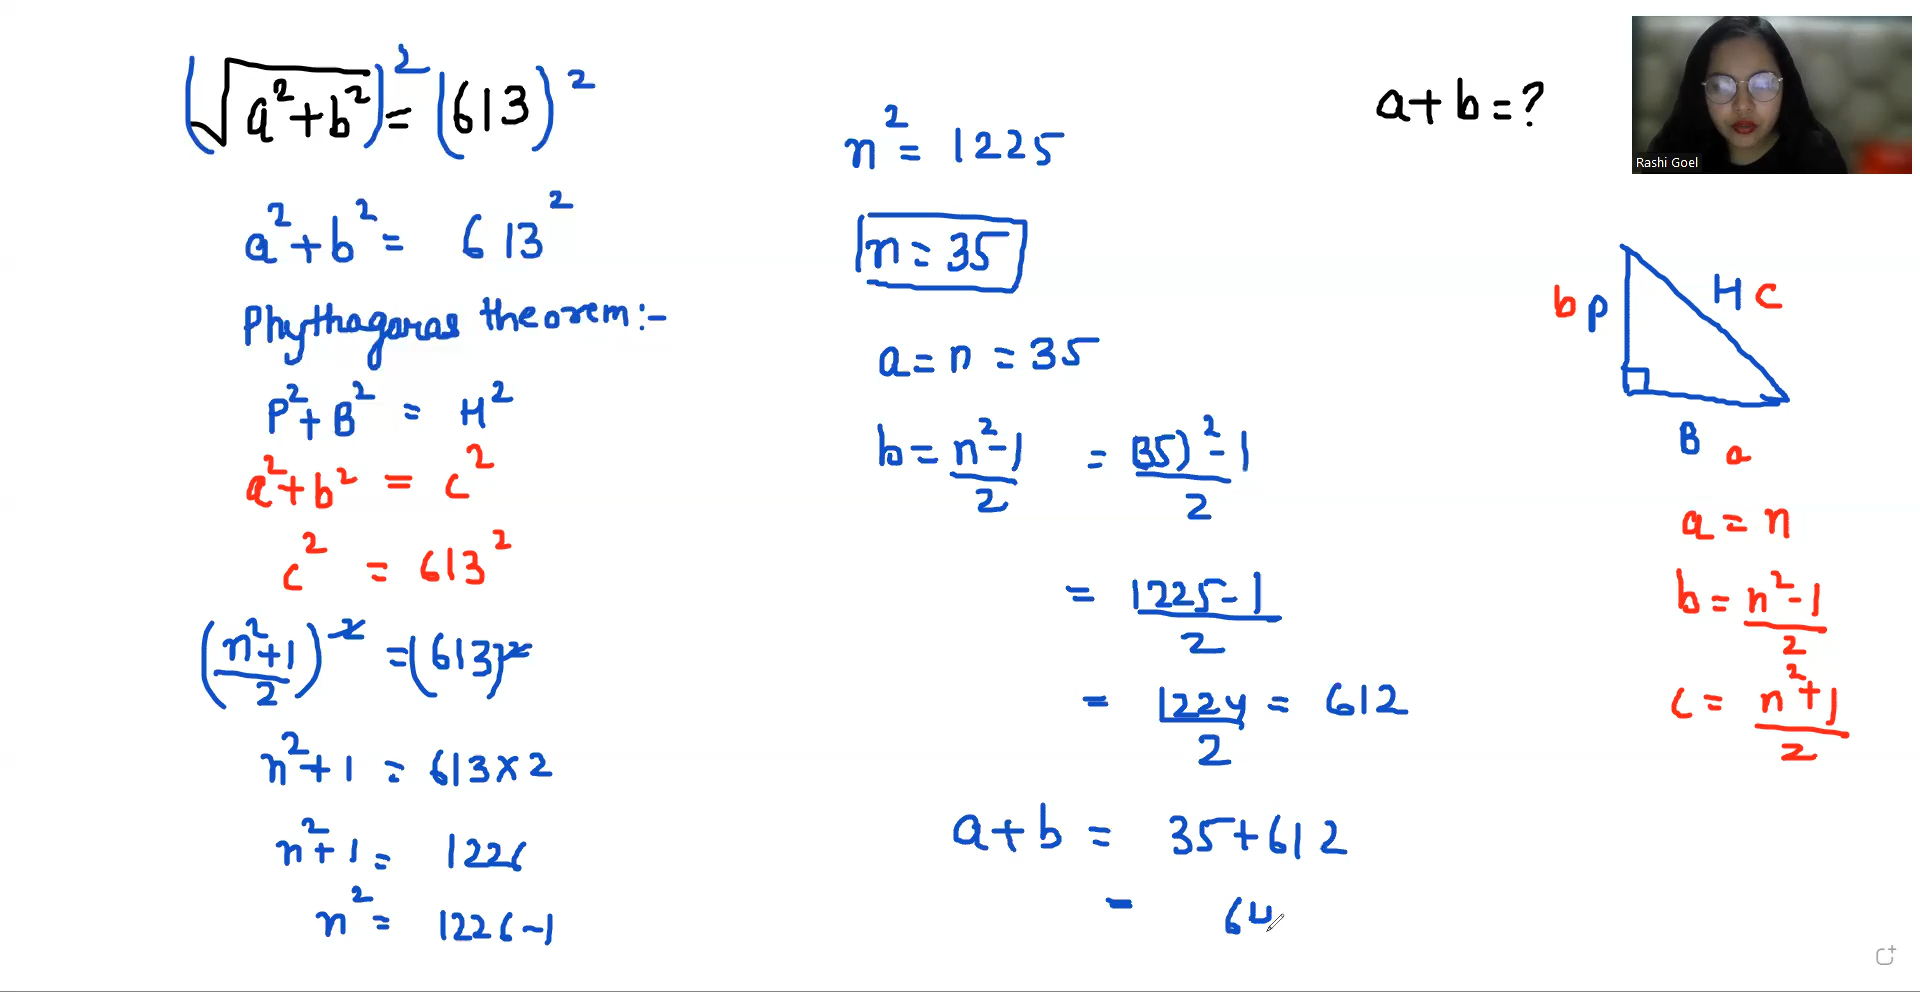 (√a²+b²)² = (613)²
a²+b² = 613²
Phythagoras theorem:-
P²+B² = H²
a²+b² = c²
c² = 613²
(n²+1/2)² = (613)²
n²+1 = 613×2
n²+1 = 1226
n² = 1226-1
n² = 1225
n = 35
a = n = 35
b = n²-1/2 = (35)²-1/2
= 1225-1/2
= 1224/2 = 612
a+b = 35+612
= 64
a+b=?
Rashi Goel
b P
H c
B a
a = n
b = n²-1/2
c = n²+1/2